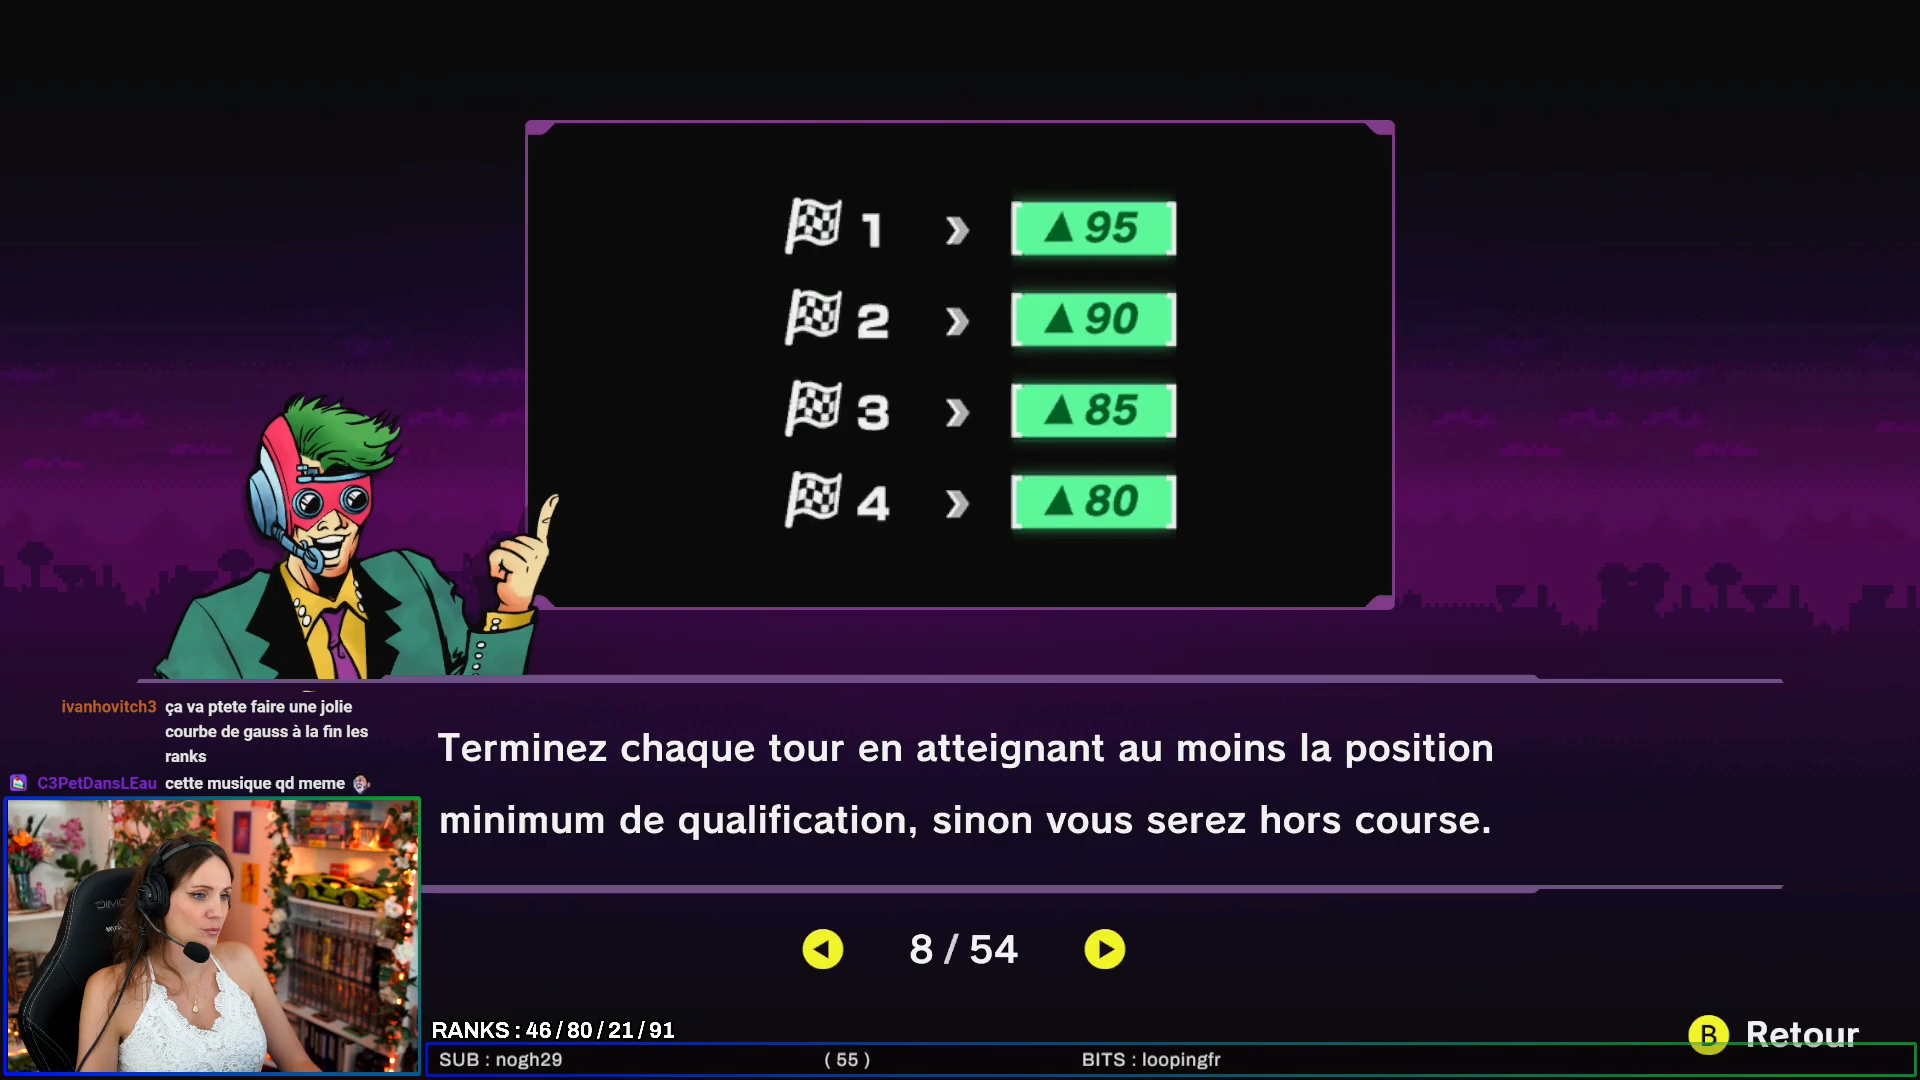 1 ▲95
2 ▲90
3 ▲85
4 ▲80
ivanhovitch3 ça va ptete faire une jolie
courbe de gauss à la fin les
ranks
C3PetDansLEau cette musique qd meme
Terminez chaque tour en atteignant au moins la position
minimum de qualification, sinon vous serez hors course.
8 / 54
B Retour
RANKS : 46 / 80 / 21 / 91
SUB : nogh29 ( 55 ) BITS : loopingfr